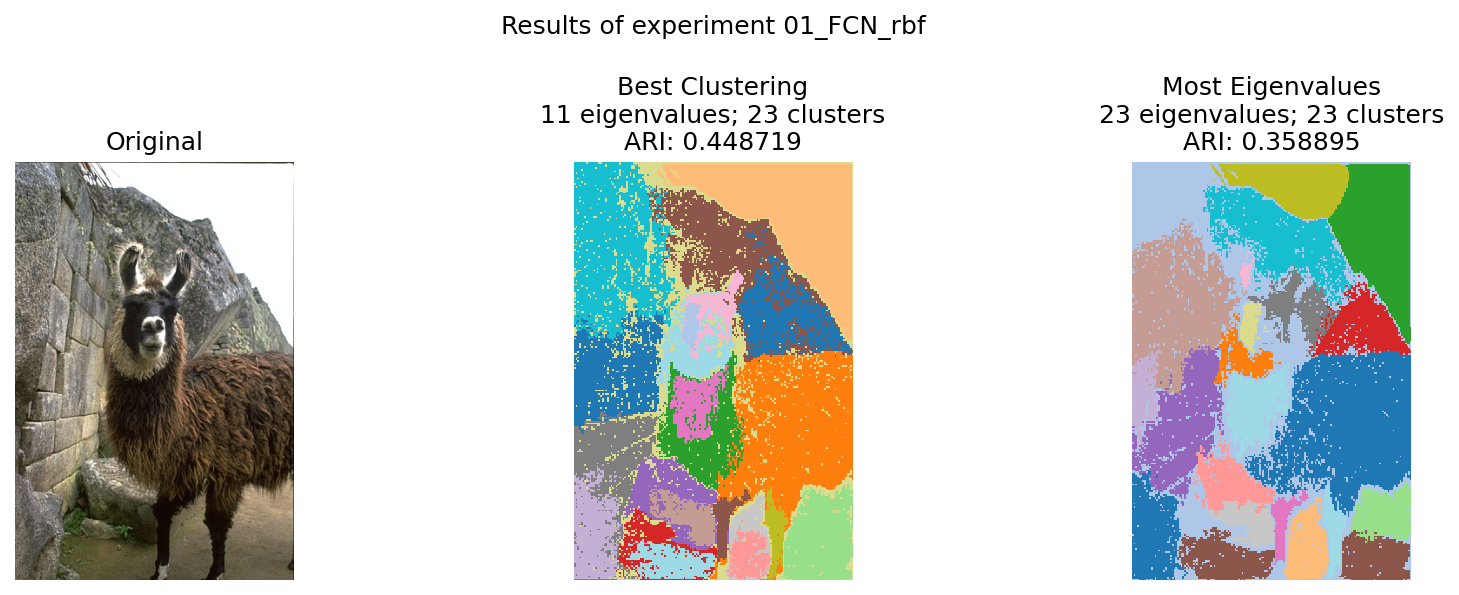 Results of experiment 01_FCN_rbf
Original
Best Clustering
11 eigenvalues; 23 clusters
ARI: 0.448719
Most Eigenvalues
23 eigenvalues; 23 clusters
ARI: 0.358895